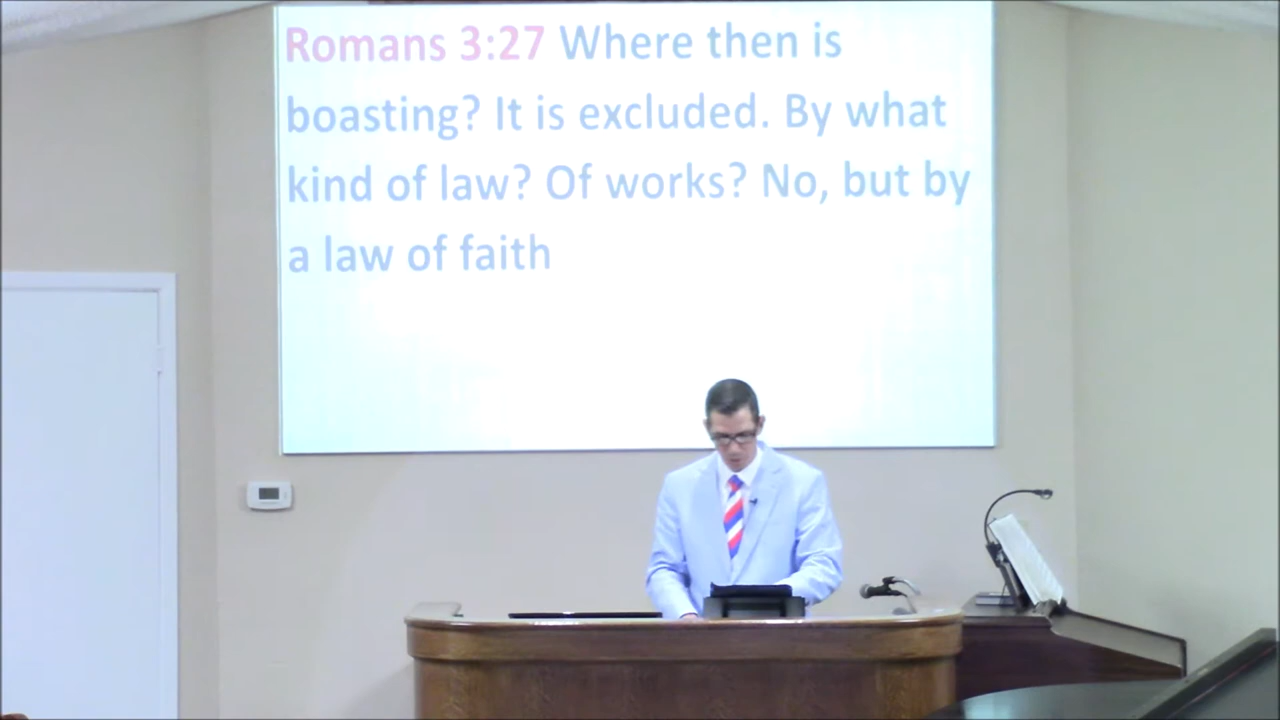 Romans 3:27 Where then is
boasting? It is excluded. By what
kind of law? Of works? No, but by
a law of faith